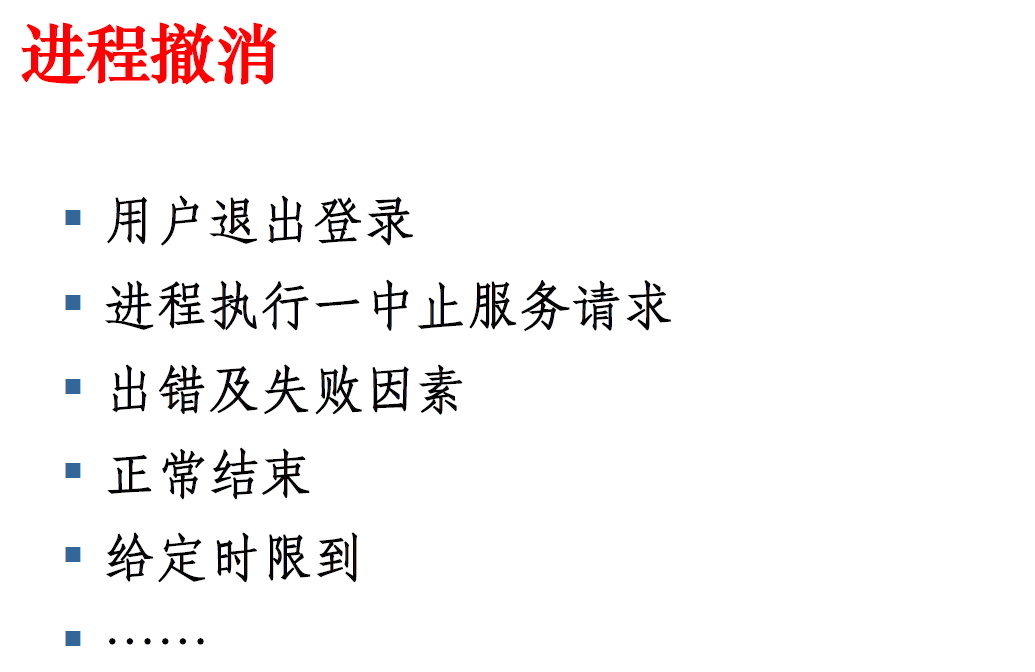 进程撤消
▪ 用户退出登录
▪ 进程执行一中止服务请求
▪ 出错及失败因素
▪ 正常结束
▪ 给定时限到
▪ ……